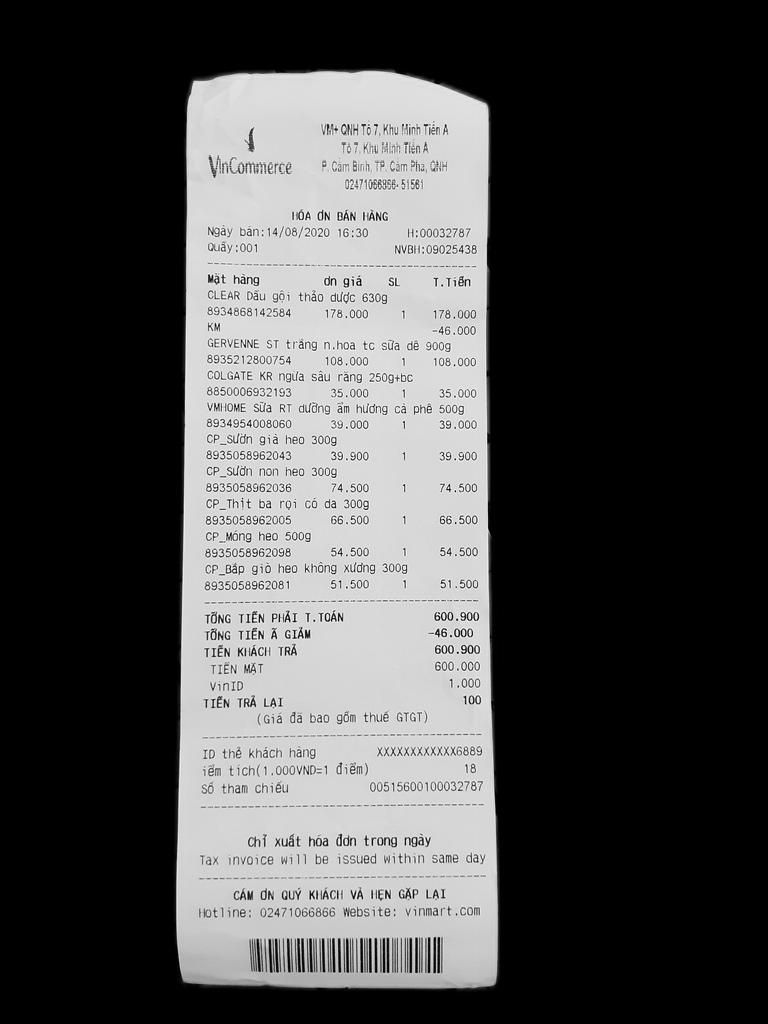 VinCommerce
VM+ QNH Tổ 7, Khu Minh Tiến A
Tổ 7, Khu Minh Tiến A
P. Cẩm Bình, TP. Cẩm Phả, QNH
02471066866-51561
HÓA ƠN BÁN HÀNG
Ngày bán:14/08/2020 16:30 H:00032787
Quầy:001 NVBH:09025438
Mặt hàng ơn giá SL T.Tiền
CLEAR Dầu gội thảo dược 630g
8934868142584 178.000 1 178.000
KM -46.000
GERVENNE ST trắng n.hoa tc sữa dê 900g
8935212800754 108.000 1 108.000
COLGATE KR ngừa sâu răng 250g+bc
8850006932193 35.000 1 35.000
VMHOME Sữa RT dưỡng ẩm hương cà phê 500g
8934954008060 39.000 1 39.000
CP_Sườn già heo 300g
8935058962043 39.900 1 39.900
CP_Sườn non heo 300g
8935058962036 74.500 1 74.500
CP_Thịt ba rọi có da 300g
8935058962005 66.500 1 66.500
CP_Móng heo 500g
8935058962098 54.500 1 54.500
CP_Bắp giò heo không xương 300g
8935058962081 51.500 1 51.500
TỔNG TIỀN PHẢI T.TOÁN 600.900
TỔNG TIỀN Ã GIẢM -46.000
TIỀN KHÁCH TRẢ 600.900
TIỀN MẶT 600.000
VinID 1.000
TIỀN TRẢ LẠI 100
(Giá đã bao gồm thuế GTGT)
ID thẻ khách hàng XXXXXXXXXXXX6889
iểm tích(1.000VND=1 điểm) 18
Số tham chiếu 00515600100032787
Chỉ xuất hóa đơn trong ngày
Tax invoice will be issued within same day
CẢM ƠN QUÝ KHÁCH VÀ HẸN GẶP LẠI
Hotline: 02471066866 Website: vinmart.com